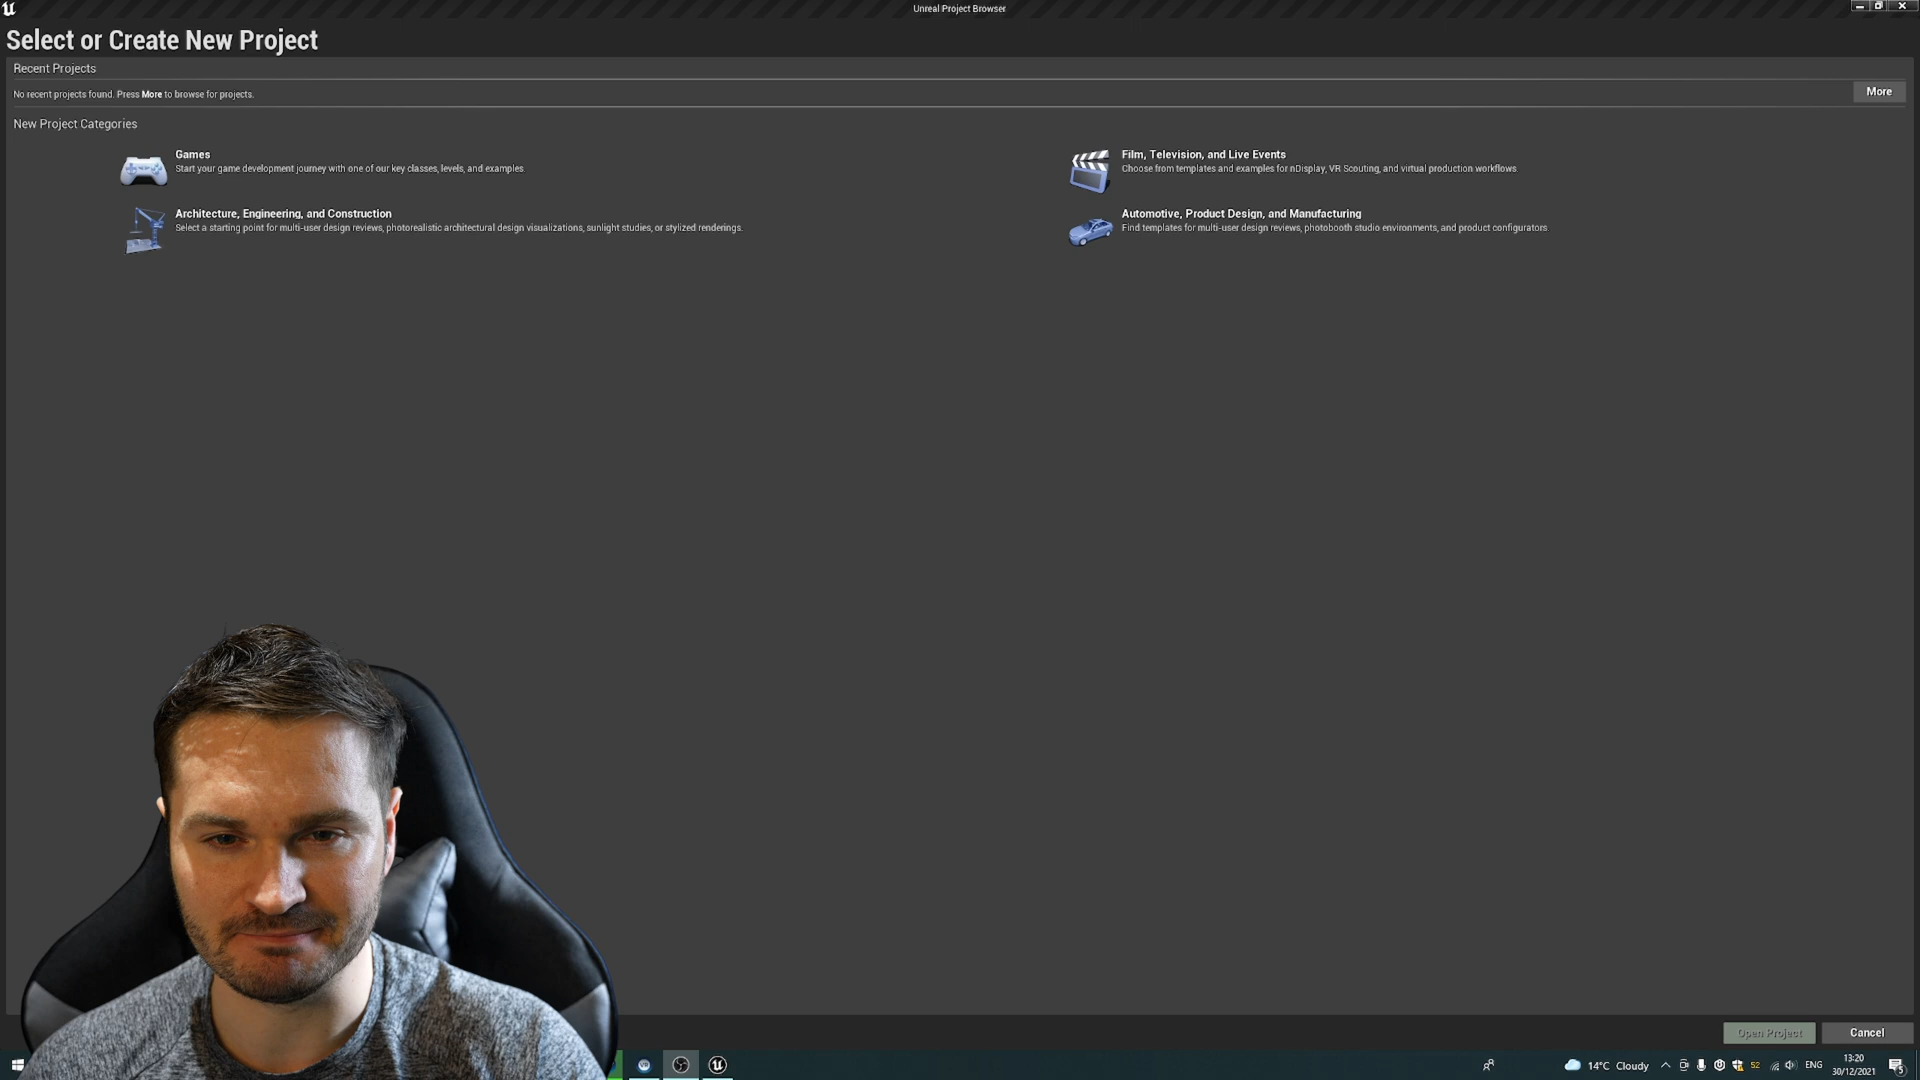 Unreal Project Browser
Select or Create New Project
Recent Projects
No recent projects found. Press More to browse for projects.
More
New Project Categories
Games
Start your game development journey with one of our key classes, levels, and examples.
Film, Television, and Live Events
Choose from templates and examples for nDisplay, VR Scouting, and virtual production workflows.
Architecture, Engineering, and Construction
Select a starting point for multi-user design reviews, photorealistic architectural design visualizations, sunlight studies, or stylized renderings.
Automotive, Product Design, and Manufacturing
Find templates for multi-user design reviews, photobooth studio environments, and product configurators
Open Project
Cancel
14°C Cloudy
52
ENG
13:20
30/12/2021
5